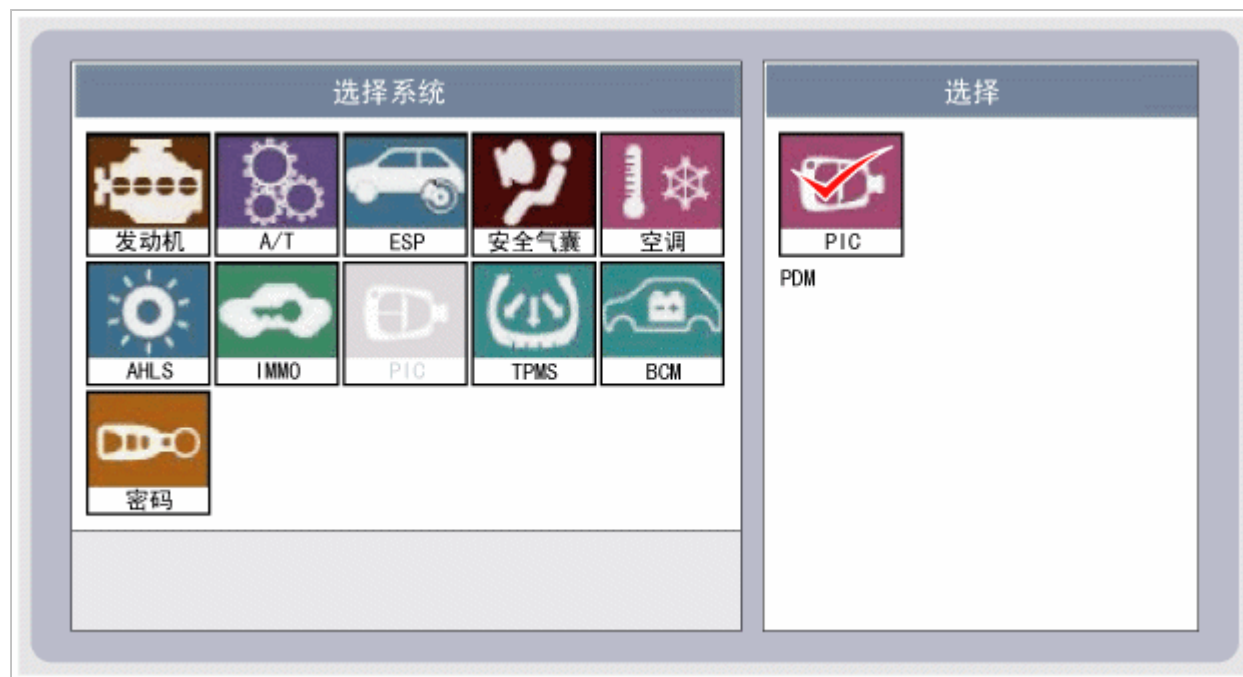 选择系统
选择
发动机 A/T ESP 安全气囊 空调
AHLS IMMO PIC TPMS BCM
密码
PIC
PDM